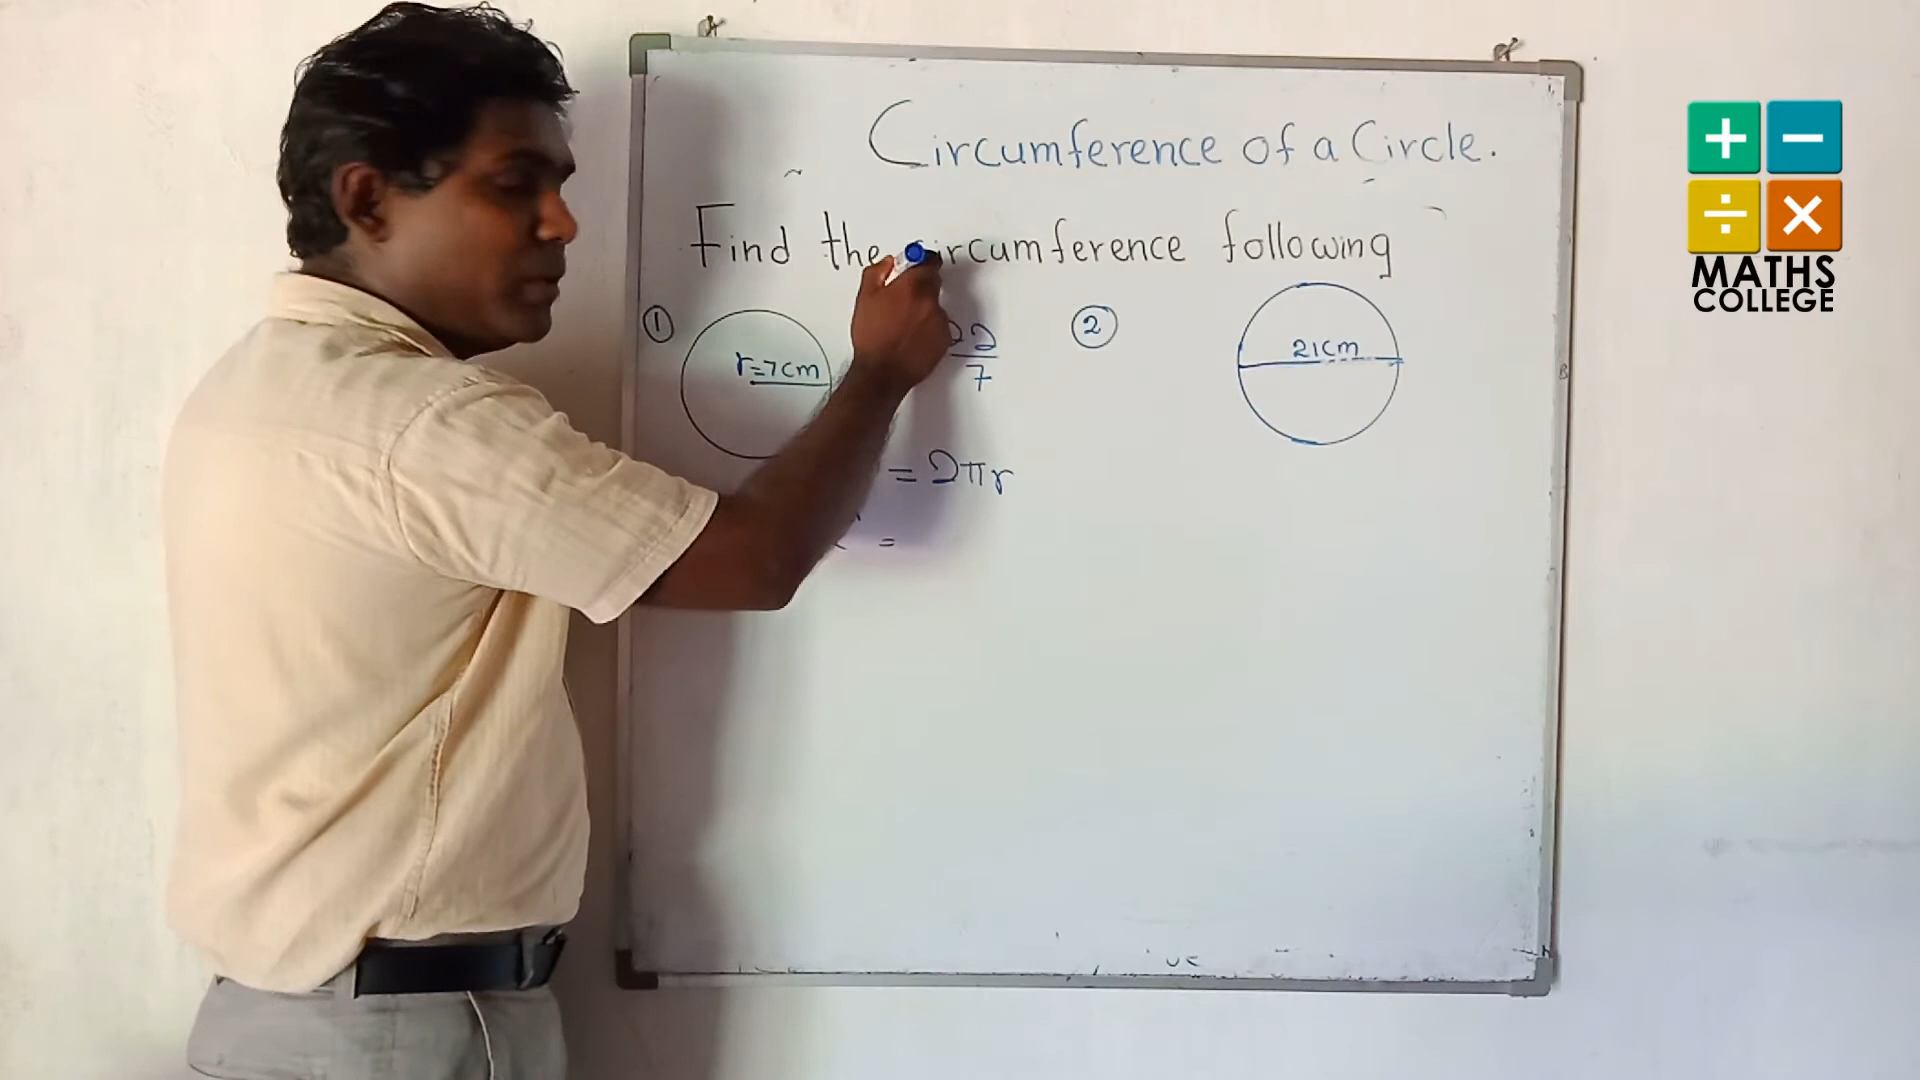 Circumference of a Circle.
Find the circumference following
1
r=7cm
22
7
2
21cm
= 2πr
=
+ −
÷ ×
MATHS
COLLEGE